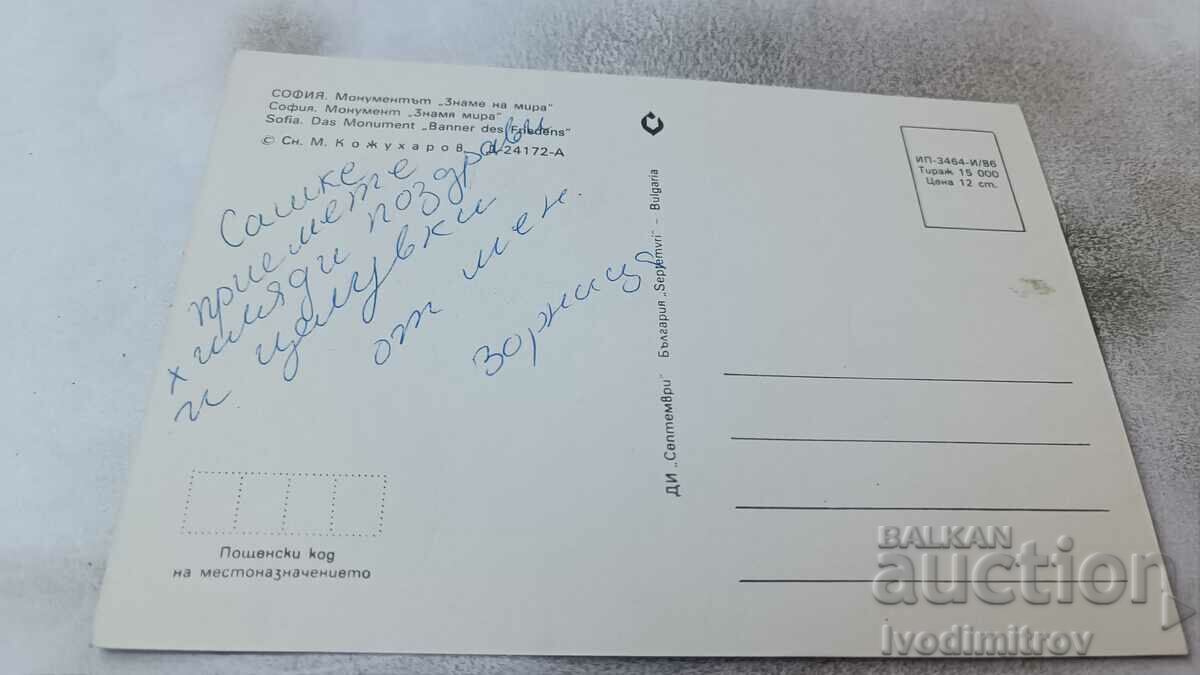 СОФИЯ. Монументът „Знаме на мира"
София. Монумент „Знамя мира"
Sofia. Das Monument „Banner des Friedens"
© Сн. М. Кожухаров Д-24172-А
Сашке
приемете
хиляди поздрави
и целувки
от мен.
Зорница
Пощенски код
на местоназначението
ДИ „Септември" България „Septemvri" – Bulgaria
ИП-3464-И/86
Тираж 15 000
Цена 12 ст.
BALKAN
auction
Ivodimitrov